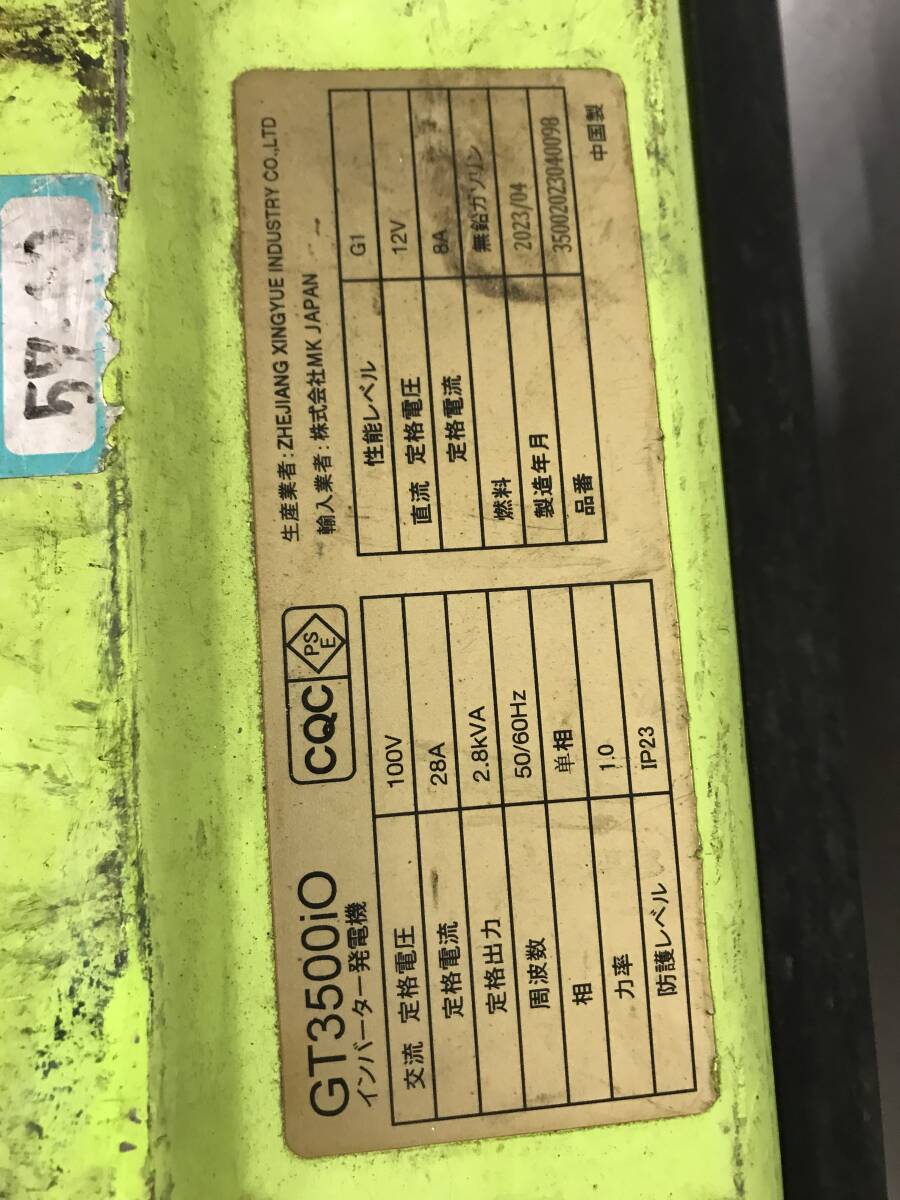 GT3500iO
インバーター発電機
CQC PS E
交流 定格電圧 100V
定格電流 28A
定格出力 2.8kVA
周波数 50/60Hz
相 单相
力率 1.0
防護レベル IP23
生産業者:ZHEJIANG XINGYUE INDUSTRY CO.,LTD
輸入業者:株式会社MK JAPAN
性能レベル G1
直流 定格電圧 12V
定格電流 8A
燃料 無鉛ガソリン
製造年月 2023/04
品番 35002023040098
中国製